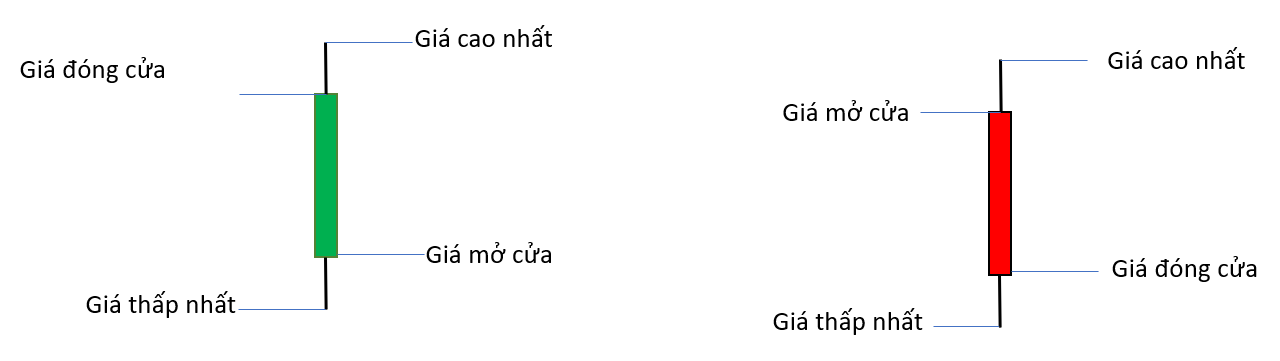 Giá cao nhất
Giá đóng cửa
Giá mở cửa
Giá thấp nhất
Giá cao nhất
Giá mở cửa
Giá đóng cửa
Giá thấp nhất